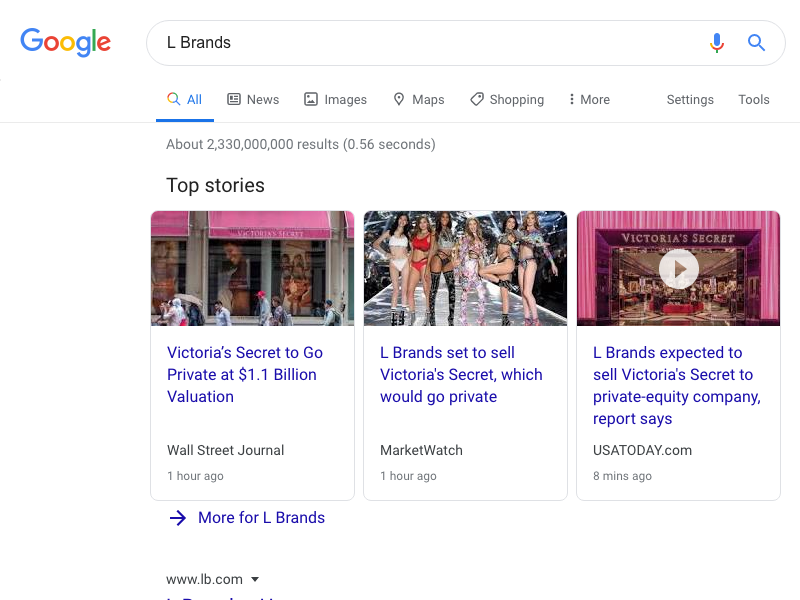 Google
L Brands
All News Images Maps Shopping More Settings Tools
About 2,330,000,000 results (0.56 seconds)
Top stories
VICTORIA'S SECRET
VICTORIA'S SECRET
Victoria's Secret to Go
Private at $1.1 Billion
Valuation
Wall Street Journal
1 hour ago
L Brands set to sell
Victoria's Secret, which
would go private
MarketWatch
1 hour ago
L Brands expected to
sell Victoria's Secret to
private-equity company,
report says
USATODAY.com
8 mins ago
More for L Brands
www.lb.com